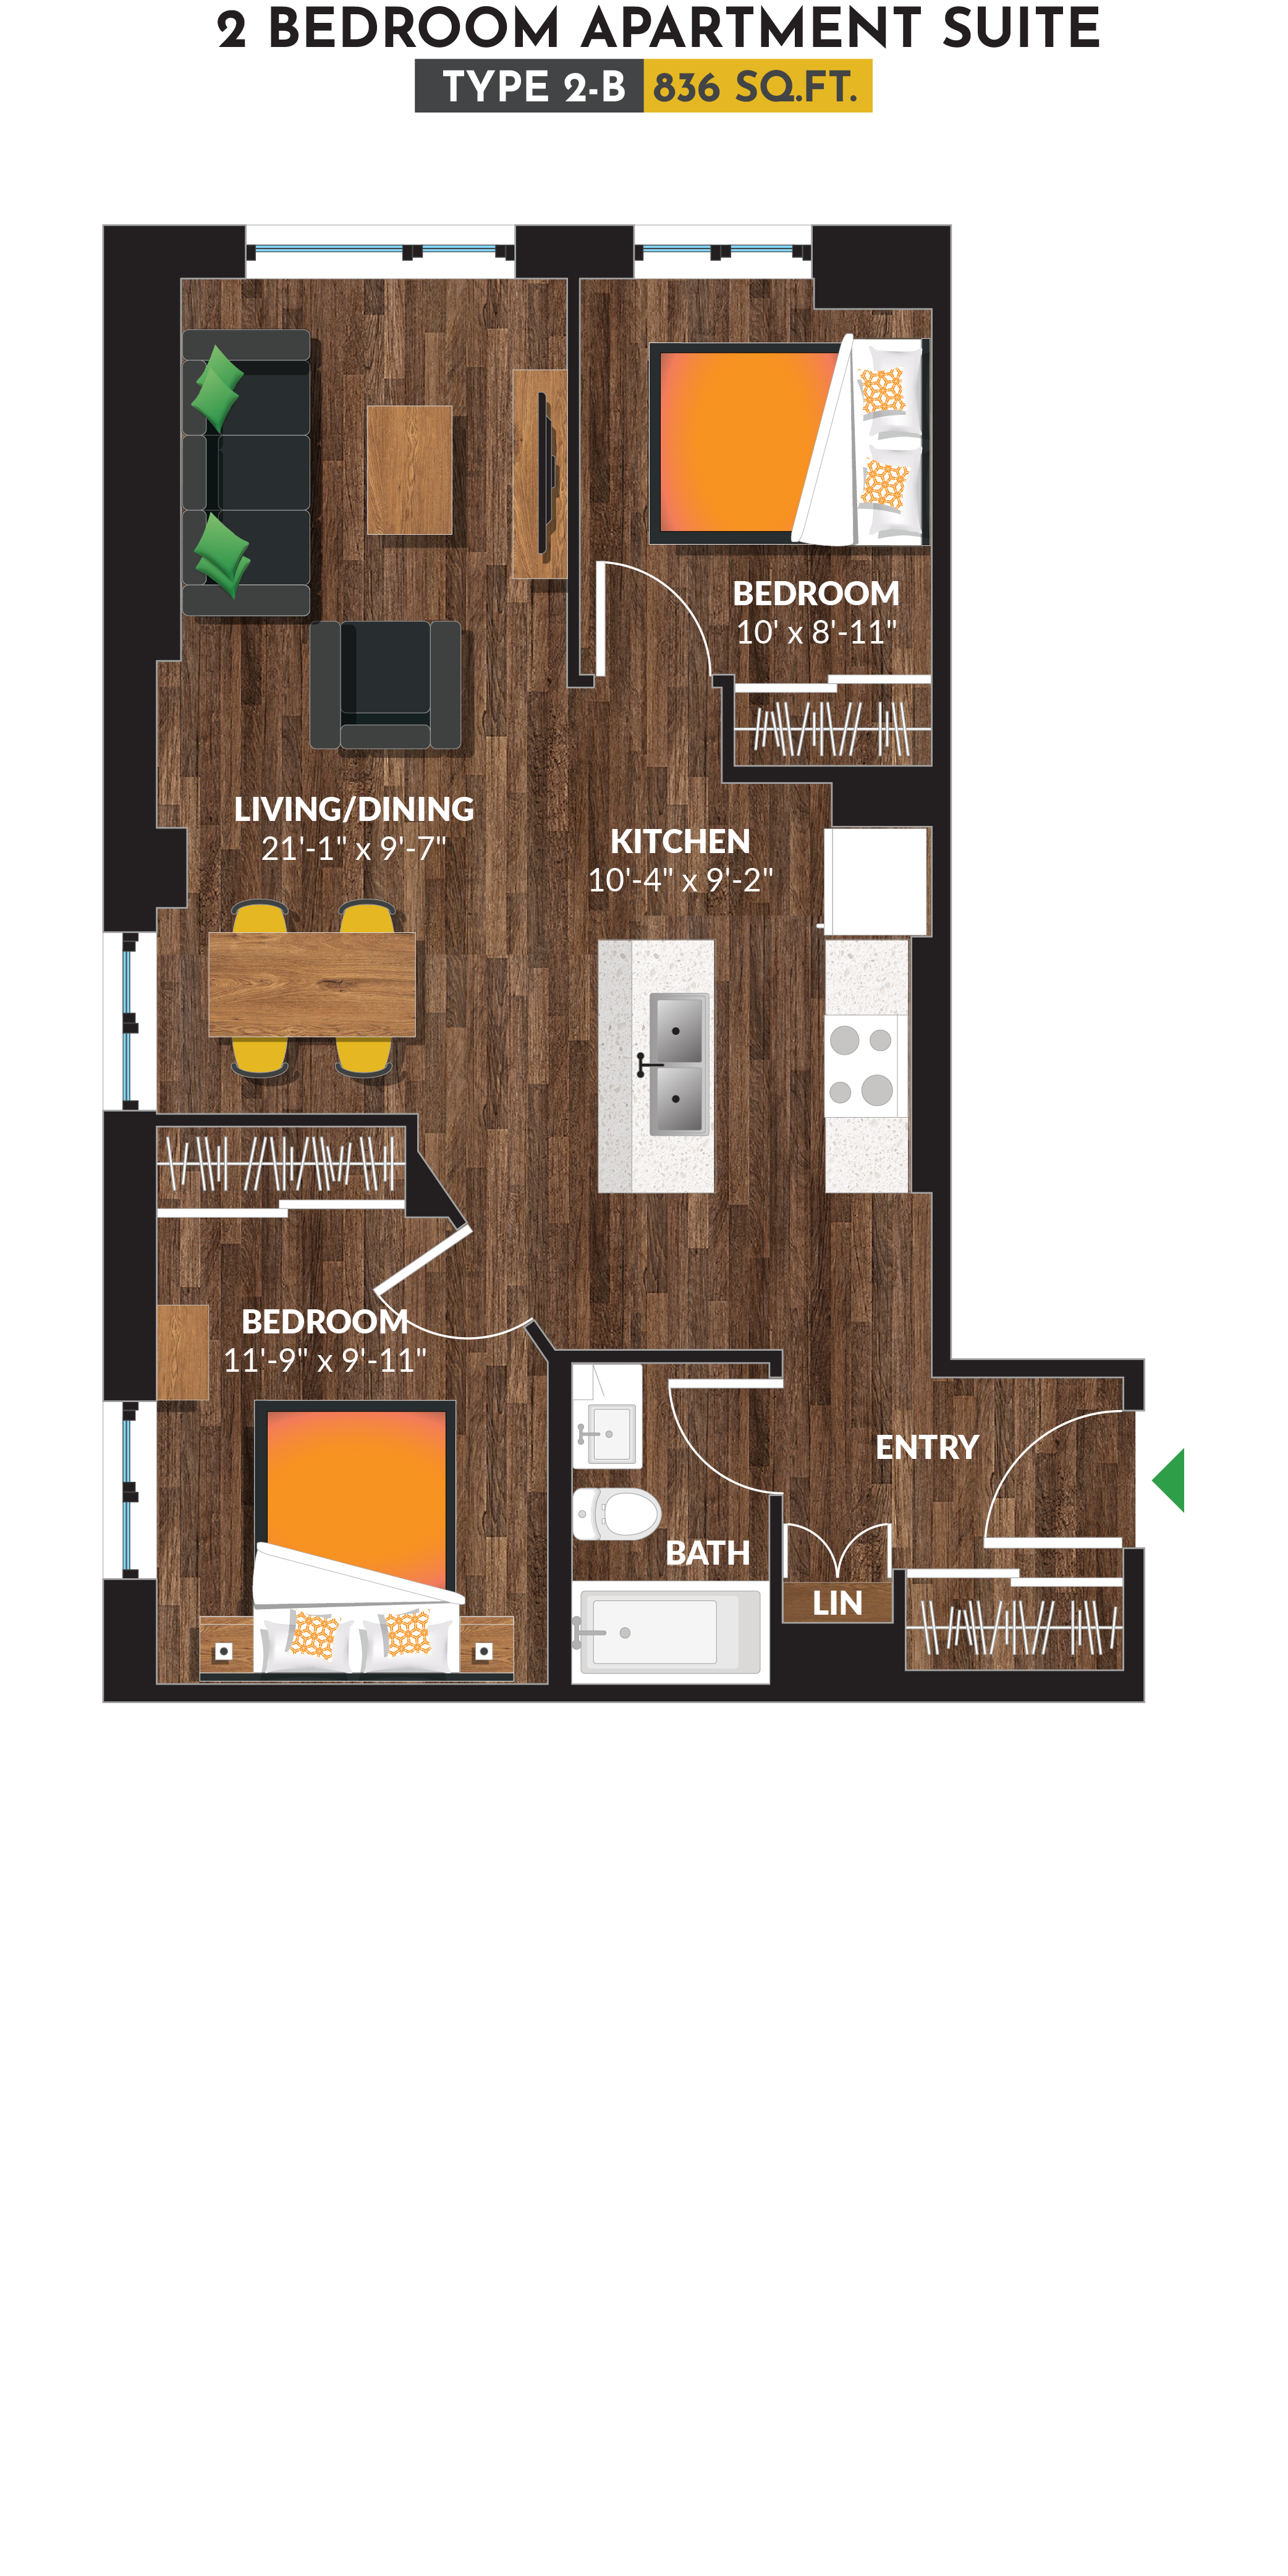 2 BEDROOM APARTMENT SUITE
TYPE 2-B 836 SQ.FT.
BEDROOM
10' x 8'-11"
LIVING/DINING
21'-1" x 9'-7"
KITCHEN
10'-4" x 9'-2"
BEDROOM
11'-9" x 9'-11"
ENTRY
BATH
LIN